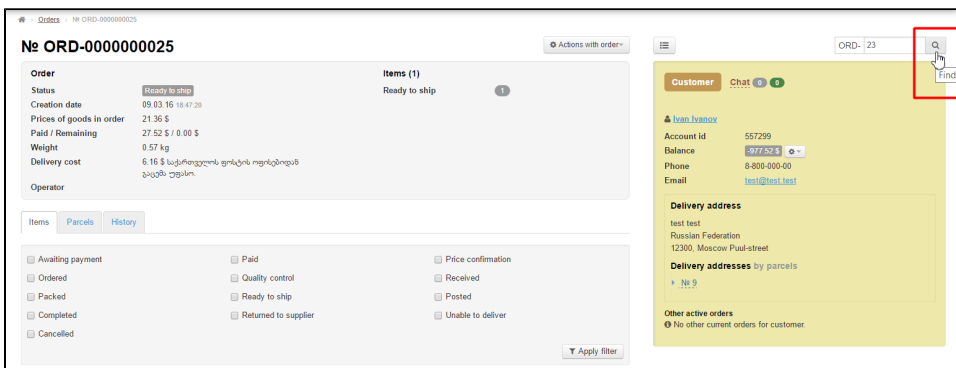 Orders › № ORD-0000000025
№ ORD-0000000025
Actions with order
ORD- 23
Find
Order
Items (1)
Status Ready to ship
Ready to ship 1
Creation date 09.03.16 18:47:20
Prices of goods in order 21.36 $
Paid / Remaining 27.52 $ / 0.00 $
Weight 0.57 kg
Delivery cost 6.16 $ საქართველოს ფოსტის ოფისებიდან
გაცემა უფასო.
Operator
Customer Chat 0 0
Ivan Ivanov
Account id 557299
Balance -977.52 $
Phone 8-800-000-00
Email test@test.test
Delivery address
test test
Russian Federation
12300, Moscow Puul-street
Delivery addresses by parcels
№ 9
Other active orders
No other current orders for customer.
Items Parcels History
Awaiting payment Paid Price confirmation
Ordered Quality control Received
Packed Ready to ship Posted
Completed Returned to supplier Unable to deliver
Cancelled
Apply filter